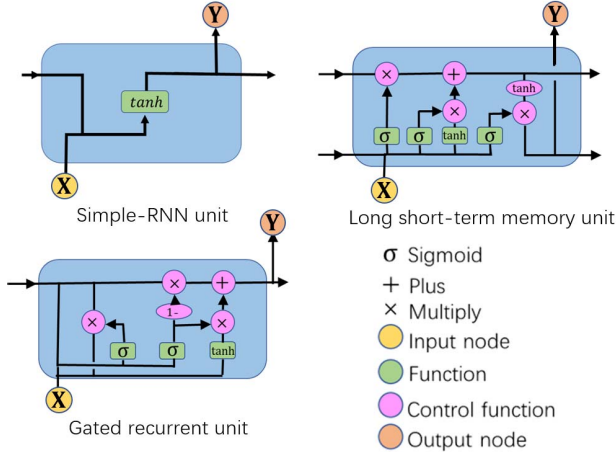 Y
tanh
X
Simple-RNN unit
Y
× + tanh
× ×
σ σ tanh σ
X
Long short-term memory unit
Y
× +
1-
× ×
σ σ tanh
X
Gated recurrent unit
σ Sigmoid
+ Plus
× Multiply
Input node
Function
Control function
Output node